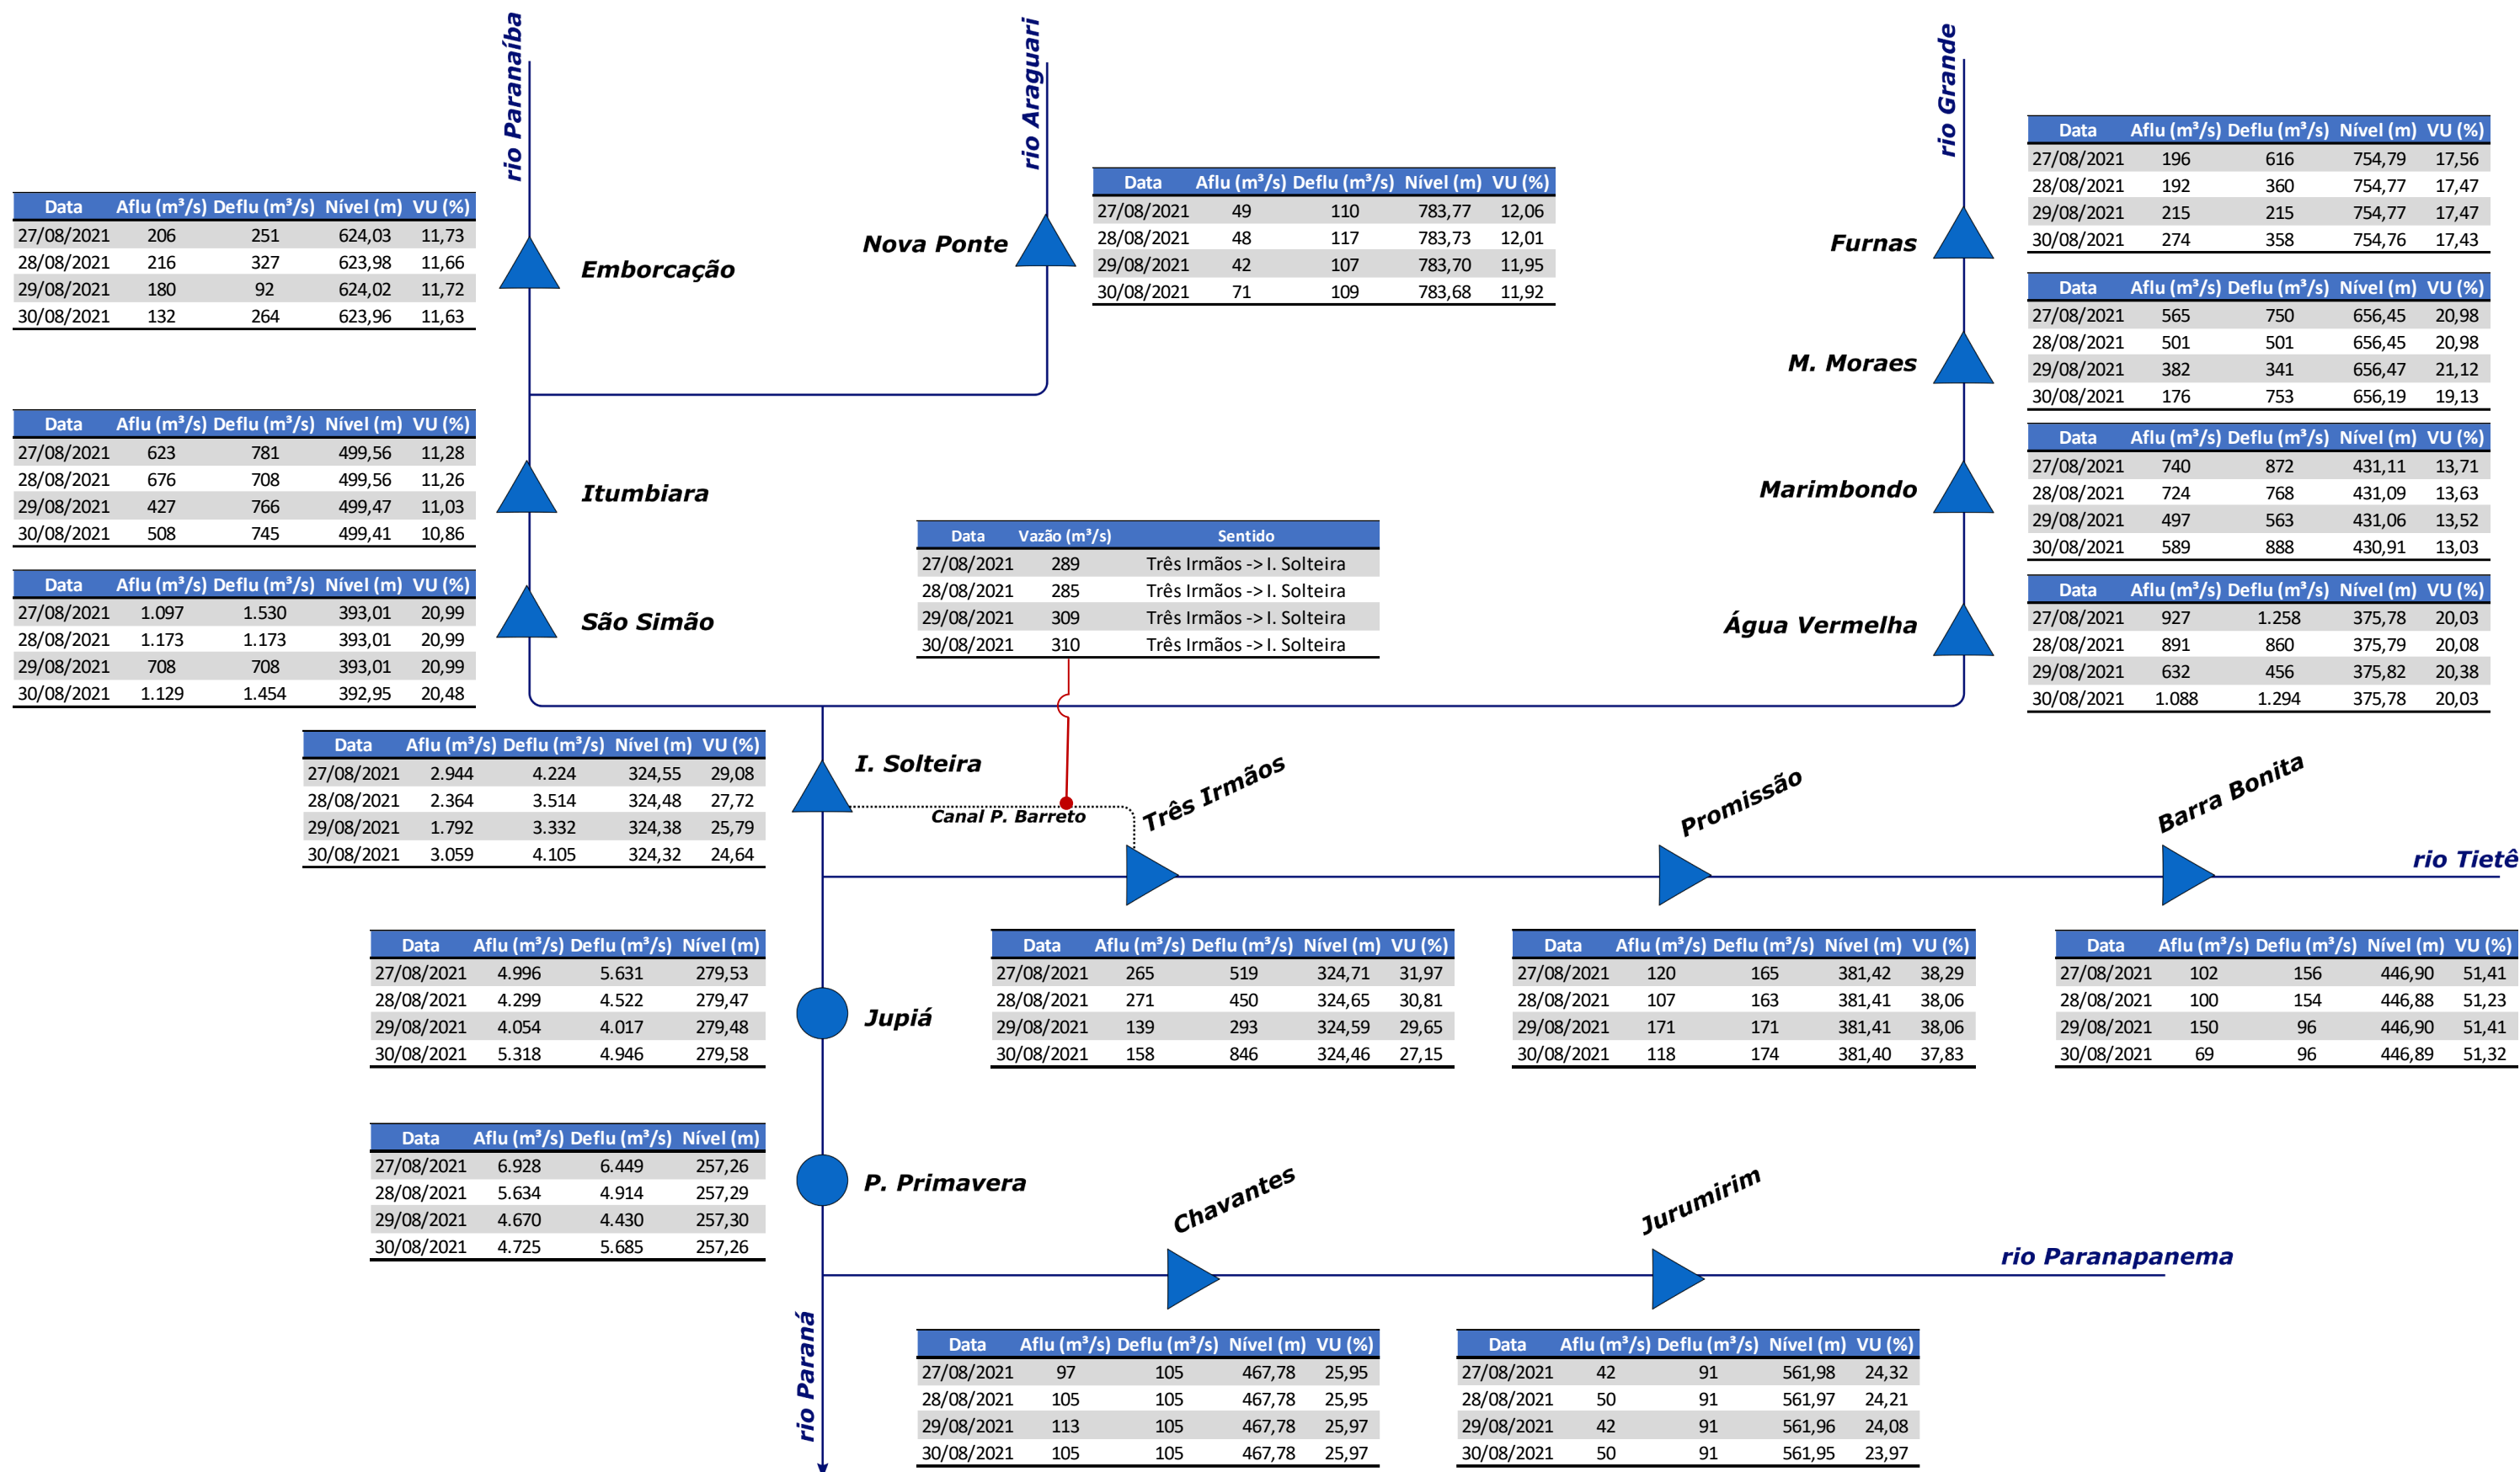 rio Paranaíba
rio Araguari
rio Grande
Data Aflu (m³/s) Deflu (m³/s) Nível (m) VU (%)
27/08/2021 196 616 754,79 17,56
28/08/2021 192 360 754,77 17,47
29/08/2021 215 215 754,77 17,47
30/08/2021 274 358 754,76 17,43
Furnas
Data Aflu (m³/s) Deflu (m³/s) Nível (m) VU (%)
27/08/2021 49 110 783,77 12,06
28/08/2021 48 117 783,73 12,01
29/08/2021 42 107 783,70 11,95
30/08/2021 71 109 783,68 11,92
Nova Ponte
Data Aflu (m³/s) Deflu (m³/s) Nível (m) VU (%)
27/08/2021 206 251 624,03 11,73
28/08/2021 216 327 623,98 11,66
29/08/2021 180 92 624,02 11,72
30/08/2021 132 264 623,96 11,63
Emborcação
Data Aflu (m³/s) Deflu (m³/s) Nível (m) VU (%)
27/08/2021 565 750 656,45 20,98
28/08/2021 501 501 656,45 20,98
29/08/2021 382 341 656,47 21,12
30/08/2021 176 753 656,19 19,13
M. Moraes
Data Aflu (m³/s) Deflu (m³/s) Nível (m) VU (%)
27/08/2021 623 781 499,56 11,28
28/08/2021 676 708 499,56 11,26
29/08/2021 427 766 499,47 11,03
30/08/2021 508 745 499,41 10,86
Itumbiara
Data Aflu (m³/s) Deflu (m³/s) Nível (m) VU (%)
27/08/2021 740 872 431,11 13,71
28/08/2021 724 768 431,09 13,63
29/08/2021 497 563 431,06 13,52
30/08/2021 589 888 430,91 13,03
Marimbondo
Data Vazão (m³/s) Sentido
27/08/2021 289 Três Irmãos -> I. Solteira
28/08/2021 285 Três Irmãos -> I. Solteira
29/08/2021 309 Três Irmãos -> I. Solteira
30/08/2021 310 Três Irmãos -> I. Solteira
Data Aflu (m³/s) Deflu (m³/s) Nível (m) VU (%)
27/08/2021 1.097 1.530 393,01 20,99
28/08/2021 1.173 1.173 393,01 20,99
29/08/2021 708 708 393,01 20,99
30/08/2021 1.129 1.454 392,95 20,48
São Simão
Data Aflu (m³/s) Deflu (m³/s) Nível (m) VU (%)
27/08/2021 927 1.258 375,78 20,03
28/08/2021 891 860 375,79 20,08
29/08/2021 632 456 375,82 20,38
30/08/2021 1.088 1.294 375,78 20,03
Água Vermelha
Data Aflu (m³/s) Deflu (m³/s) Nível (m) VU (%)
27/08/2021 2.944 4.224 324,55 29,08
28/08/2021 2.364 3.514 324,48 27,72
29/08/2021 1.792 3.332 324,38 25,79
30/08/2021 3.059 4.105 324,32 24,64
I. Solteira
Canal P. Barreto
Três Irmãos
Promissão
Barra Bonita
rio Tietê
Data Aflu (m³/s) Deflu (m³/s) Nível (m)
27/08/2021 4.996 5.631 279,53
28/08/2021 4.299 4.522 279,47
29/08/2021 4.054 4.017 279,48
30/08/2021 5.318 4.946 279,58
Jupiá
Data Aflu (m³/s) Deflu (m³/s) Nível (m) VU (%)
27/08/2021 265 519 324,71 31,97
28/08/2021 271 450 324,65 30,81
29/08/2021 139 293 324,59 29,65
30/08/2021 158 846 324,46 27,15
Data Aflu (m³/s) Deflu (m³/s) Nível (m) VU (%)
27/08/2021 120 165 381,42 38,29
28/08/2021 107 163 381,41 38,06
29/08/2021 171 171 381,41 38,06
30/08/2021 118 174 381,40 37,83
Data Aflu (m³/s) Deflu (m³/s) Nível (m) VU (%)
27/08/2021 102 156 446,90 51,41
28/08/2021 100 154 446,88 51,23
29/08/2021 150 96 446,90 51,41
30/08/2021 69 96 446,89 51,32
Data Aflu (m³/s) Deflu (m³/s) Nível (m)
27/08/2021 6.928 6.449 257,26
28/08/2021 5.634 4.914 257,29
29/08/2021 4.670 4.430 257,30
30/08/2021 4.725 5.685 257,26
P. Primavera
Chavantes
Jurumirim
rio Paranapanema
rio Paraná
Data Aflu (m³/s) Deflu (m³/s) Nível (m) VU (%)
27/08/2021 97 105 467,78 25,95
28/08/2021 105 105 467,78 25,95
29/08/2021 113 105 467,78 25,97
30/08/2021 105 105 467,78 25,97
Data Aflu (m³/s) Deflu (m³/s) Nível (m) VU (%)
27/08/2021 42 91 561,98 24,32
28/08/2021 50 91 561,97 24,21
29/08/2021 42 91 561,96 24,08
30/08/2021 50 91 561,95 23,97